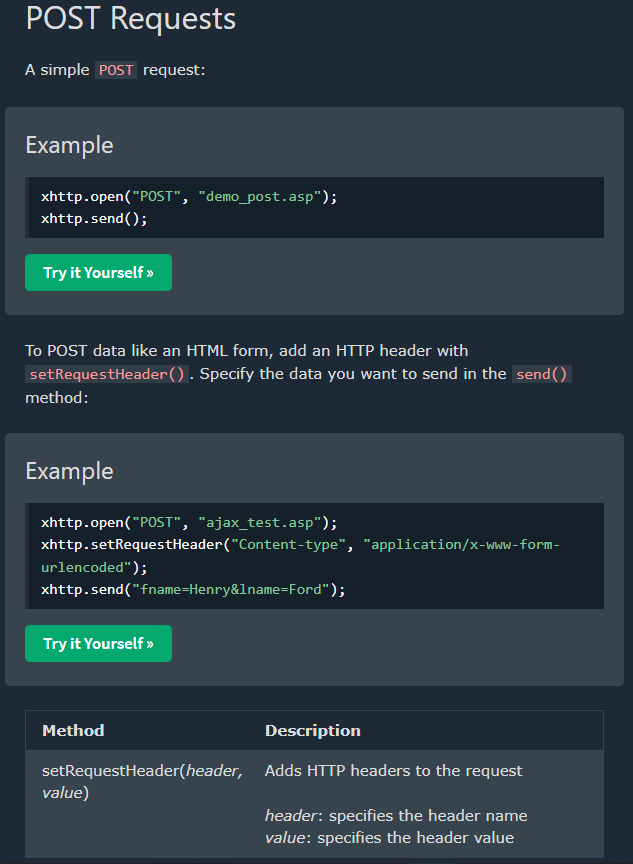 POST Requests
A simple POST request:
Example
xhttp.open("POST", "demo_post.asp");
xhttp.send();
Try it Yourself »
To POST data like an HTML form, add an HTTP header with
setRequestHeader(). Specify the data you want to send in the send()
method:
Example
xhttp.open("POST", "ajax_test.asp");
xhttp.setRequestHeader("Content-type", "application/x-www-form-
urlencoded");
xhttp.send("fname=Henry&lname=Ford");
Try it Yourself »
Method Description
setRequestHeader(header, Adds HTTP headers to the request
value)
header: specifies the header name
value: specifies the header value